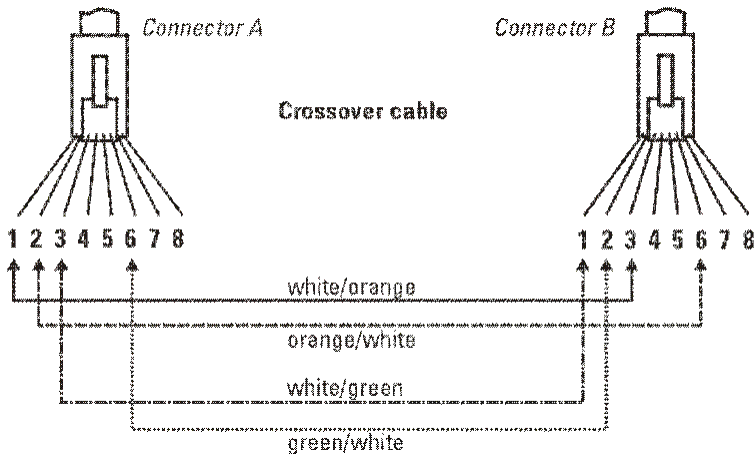 Connector A
Connector B
Crossover cable
1 2 3 4 5 6 7 8
1 2 3 4 5 6 7 8
white/orange
orange/white
white/green
green/white